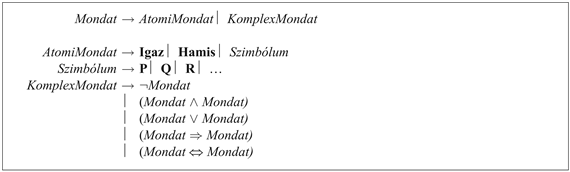 Mondat → AtomiMondat | KomplexMondat
AtomiMondat → Igaz | Hamis | Szimbólum
Szimbólum → P | Q | R | …
KomplexMondat → ¬Mondat
| (Mondat ∧ Mondat)
| (Mondat ∨ Mondat)
| (Mondat ⇒ Mondat)
| (Mondat ⇔ Mondat)